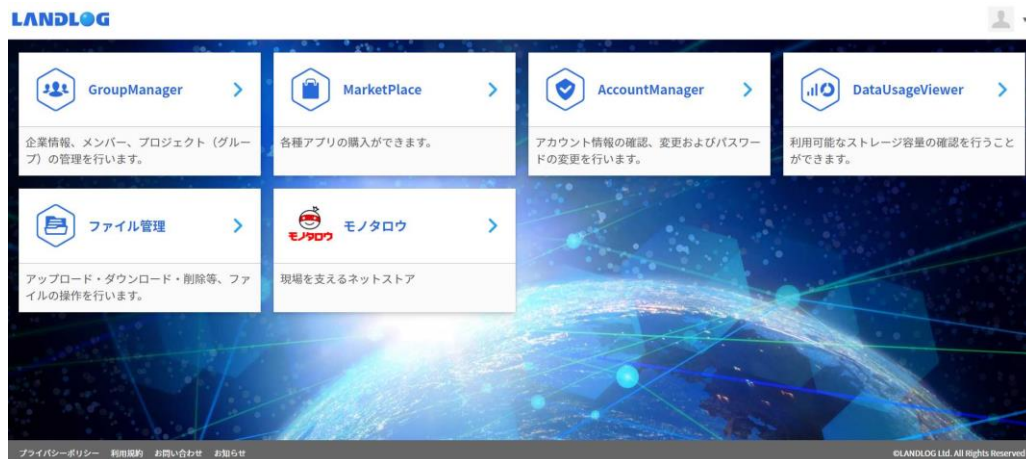 LANDLOG
GroupManager
企業情報、メンバー、プロジェクト（グルー
プ）の管理を行います。
MarketPlace
各種アプリの購入ができます。
AccountManager
アカウント情報の確認、変更およびパスワー
ドの変更を行います。
DataUsageViewer
利用可能なストレージ容量の確認を行うこと
ができます。
ファイル管理
アップロード・ダウンロード・削除等、ファ
イルの操作を行います。
モノタロウ
モノタロウ
現場を支えるネットストア
プライバシーポリシー 利用規約 お問い合わせ お知らせ
©LANDLOG Ltd. All Rights Reserved